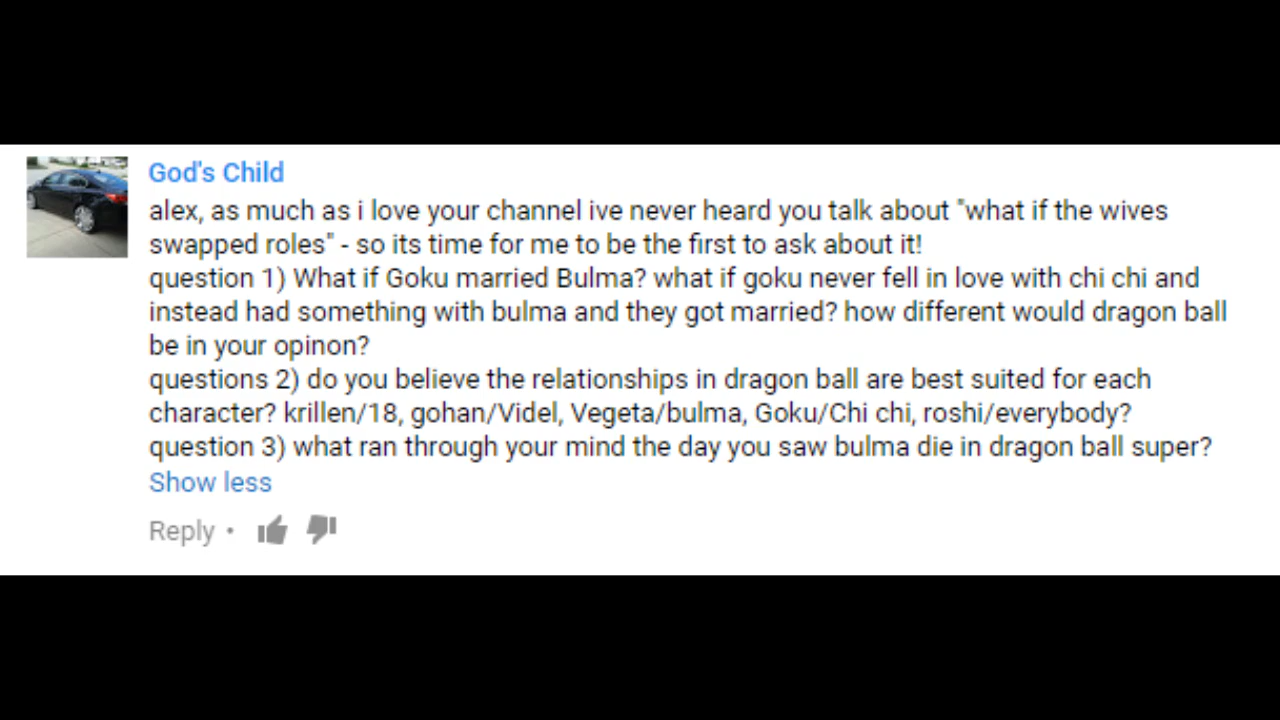 God's Child
alex, as much as i love your channel ive never heard you talk about "what if the wives
swapped roles" - so its time for me to be the first to ask about it!
question 1) What if Goku married Bulma? what if goku never fell in love with chi chi and
instead had something with bulma and they got married? how different would dragon ball
be in your opinon?
questions 2) do you believe the relationships in dragon ball are best suited for each
character? krillen/18, gohan/Videl, Vegeta/bulma, Goku/Chi chi, roshi/everybody?
question 3) what ran through your mind the day you saw bulma die in dragon ball super?
Show less
Reply •